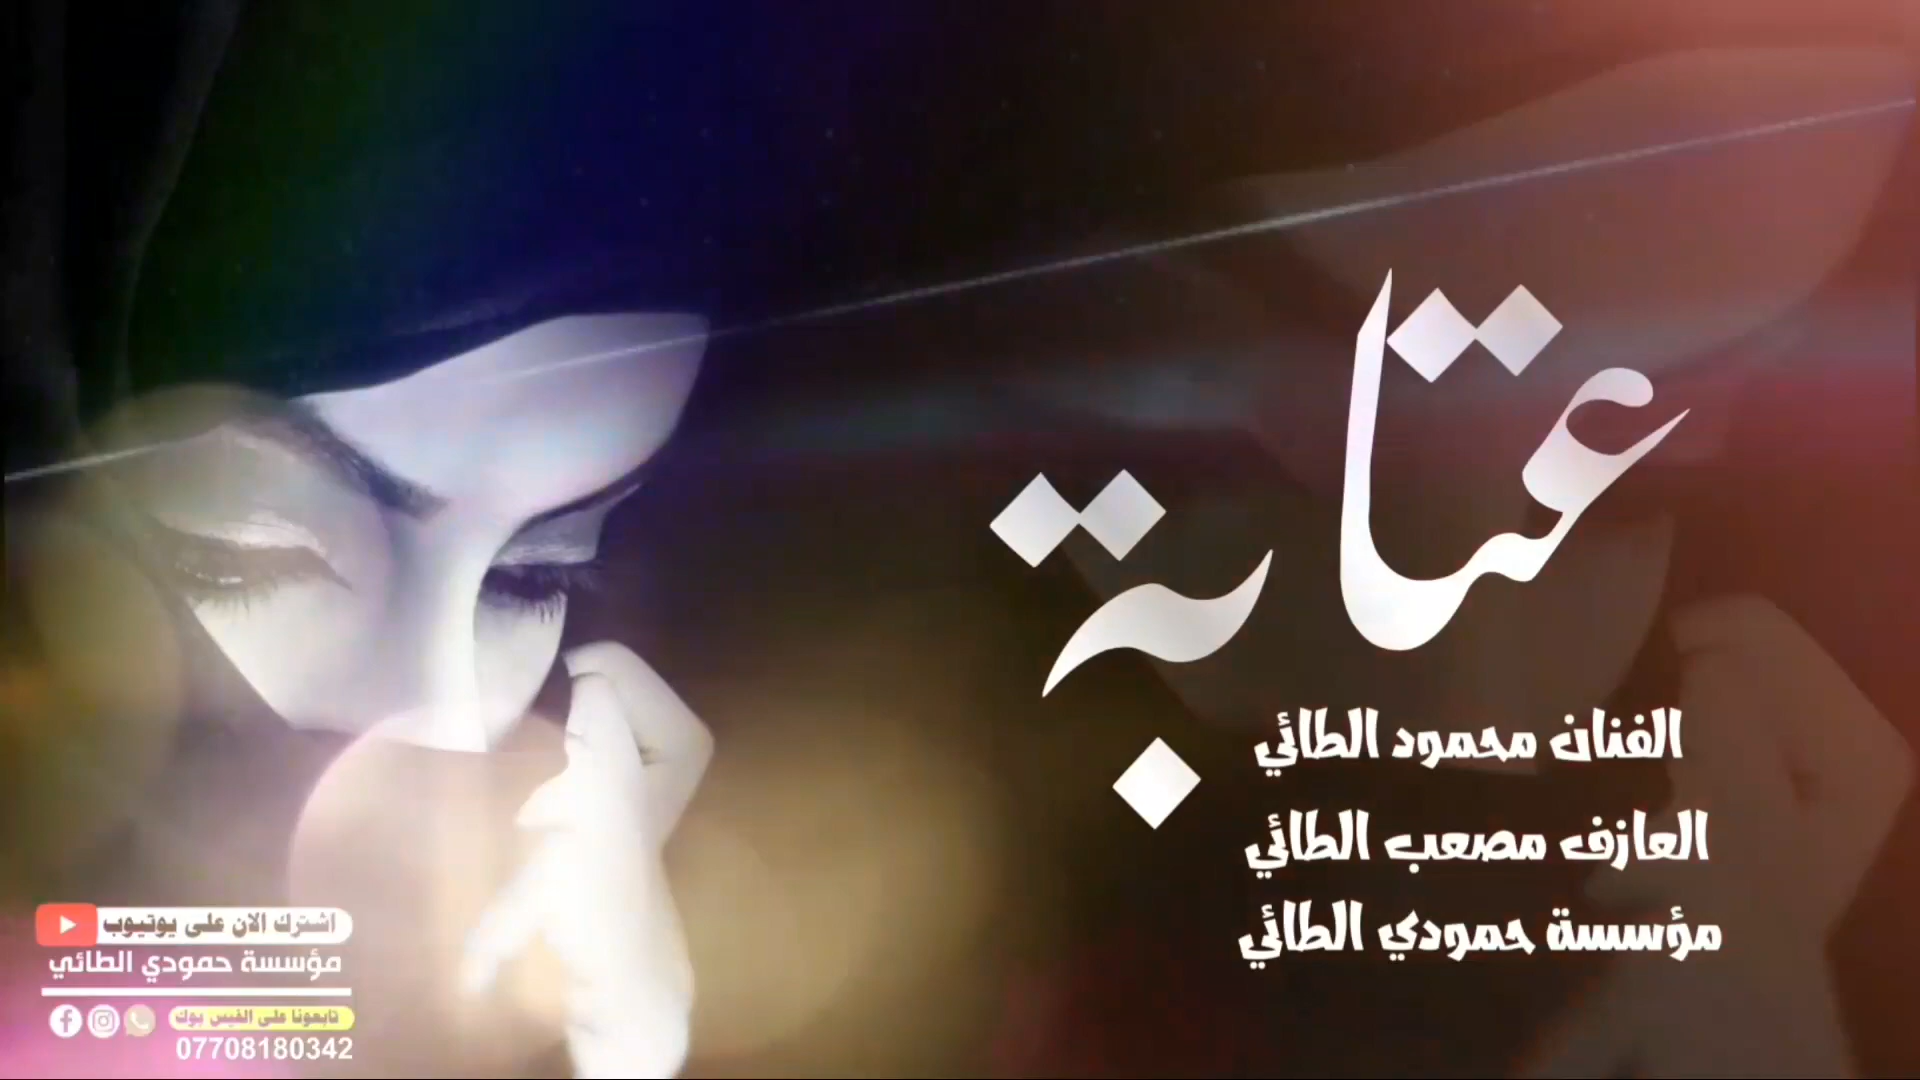 عتابة
الفنان محمود الطائي
العازف مصعب الطائي
مؤسسة حمودي الطائي
اشترك الان على يوتيوب
مؤسسة حمودي الطائي
تابعونا على الفيس بوك
07708180342